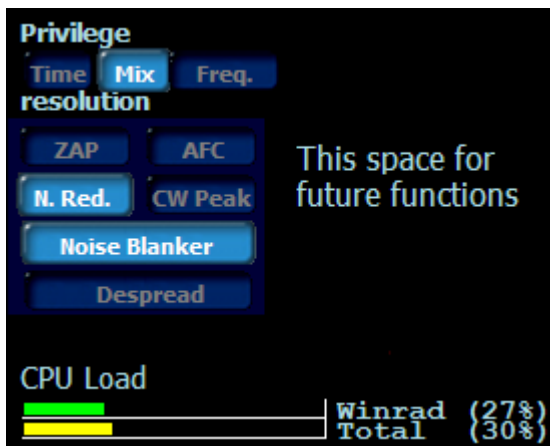 Privilege
Time Mix Freq.
resolution
ZAP AFC
N. Red. CW Peak
Noise Blanker
Despread
This space for
future functions
CPU Load
Winrad (27%)
Total (30%)